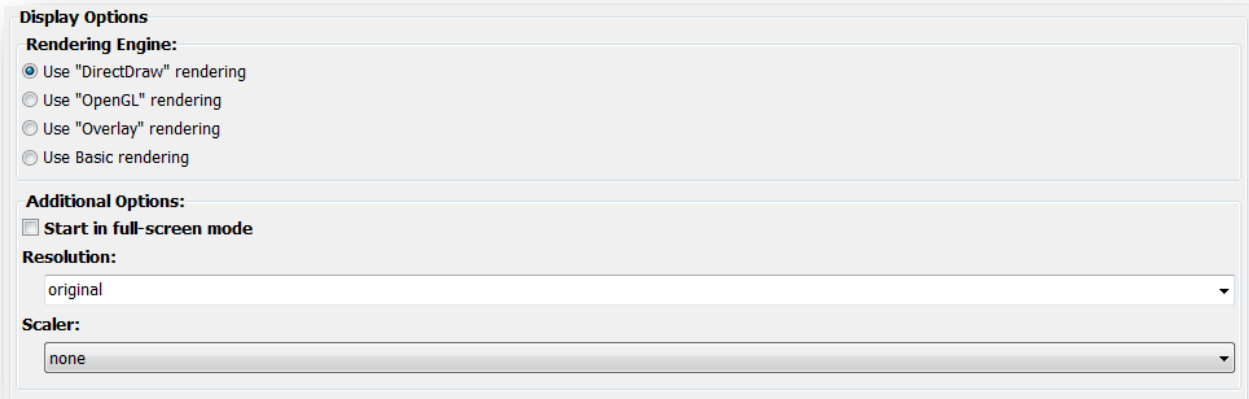 Display Options
Rendering Engine:
Use "DirectDraw" rendering
Use "OpenGL" rendering
Use "Overlay" rendering
Use Basic rendering
Additional Options:
Start in full-screen mode
Resolution:
original
Scaler:
none